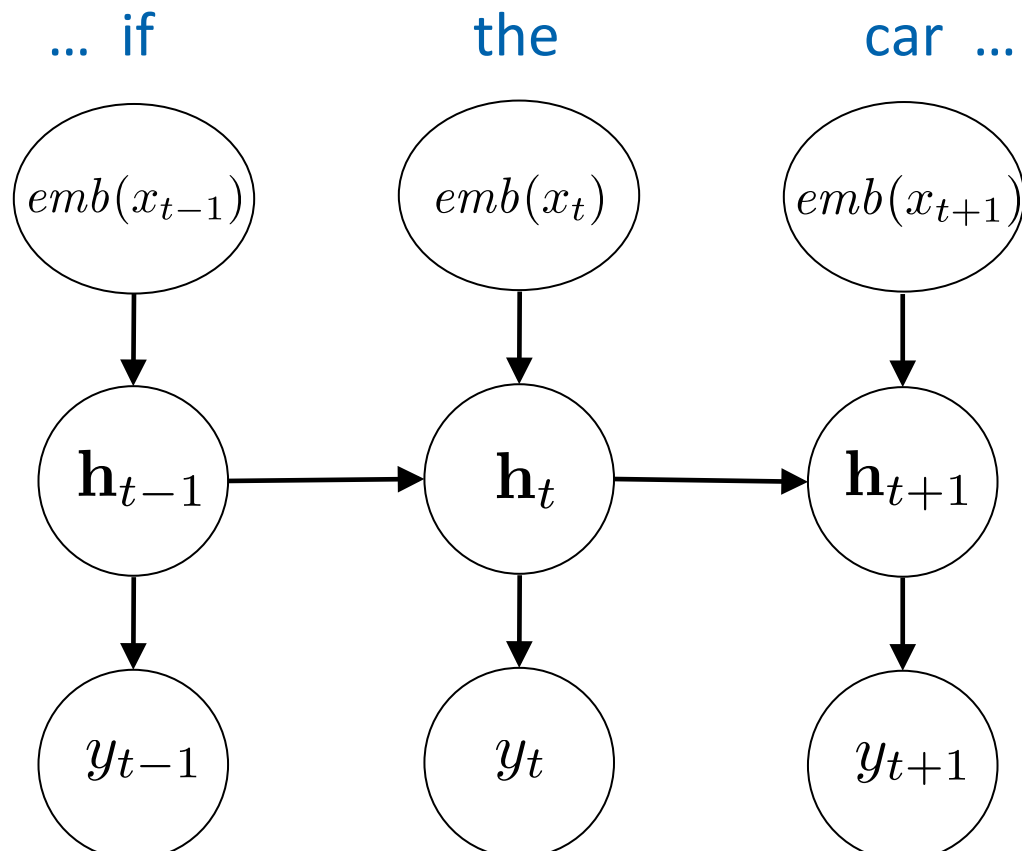 ... if the car ...
emb(x_{t−1}) emb(x_t) emb(x_{t+1})
h_{t−1} h_t h_{t+1}
y_{t−1} y_t y_{t+1}